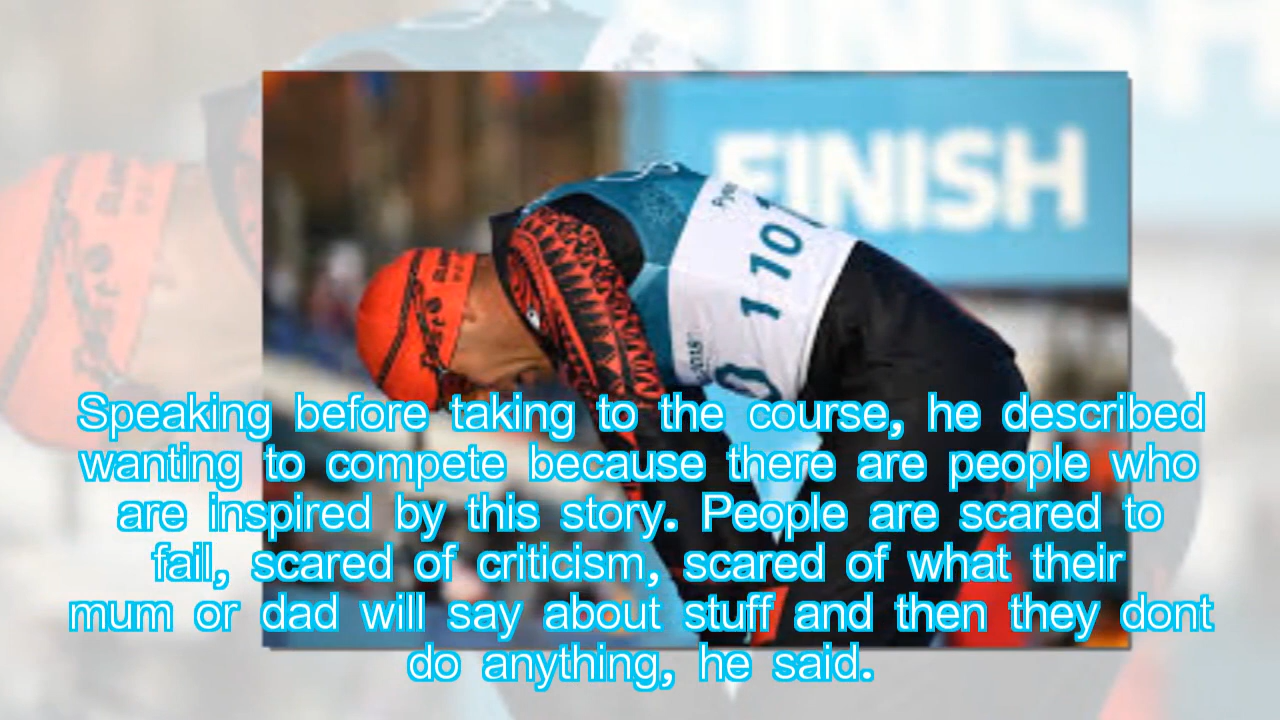 FINISH
110
2018
Speaking before taking to the course, he described
wanting to compete because there are people who
are inspired by this story. People are scared to
fail, scared of criticism, scared of what their
mum or dad will say about stuff and then they dont
do anything, he said.